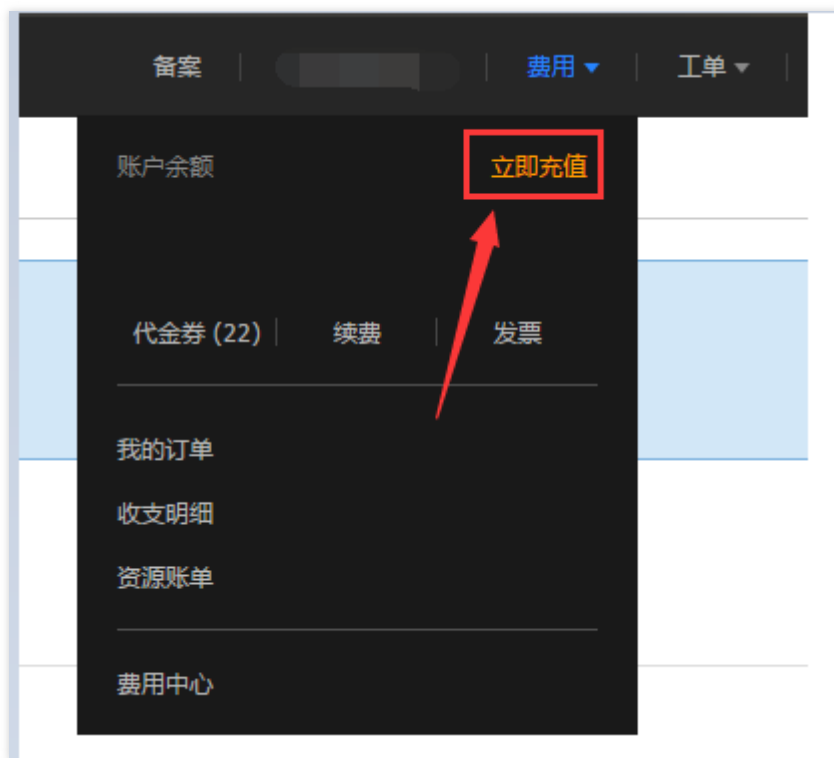 备案 费用 工单
账户余额 立即充值
代金券 (22) 续费 发票
我的订单
收支明细
资源账单
费用中心